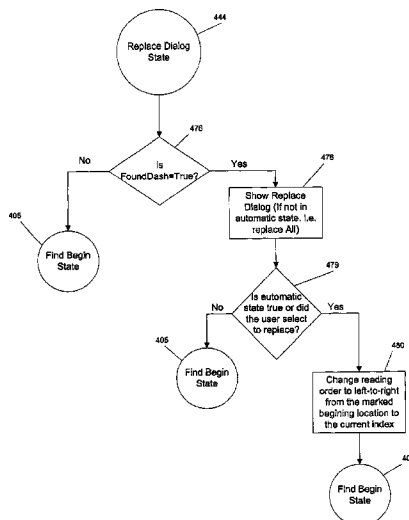 444
Replace Dialog
State
476
Is
FoundDash=True?
No
Yes
405
Find Begin
State
478
Show Replace
Dialog (If not in
automatic state. i.e.
replace All)
479
Is automatic
state true or did
the user select
to replace?
No
Yes
405
Find Begin
State
480
Change reading
order to left-to-right
from the marked
begining location to
the current index
Find Begin
State